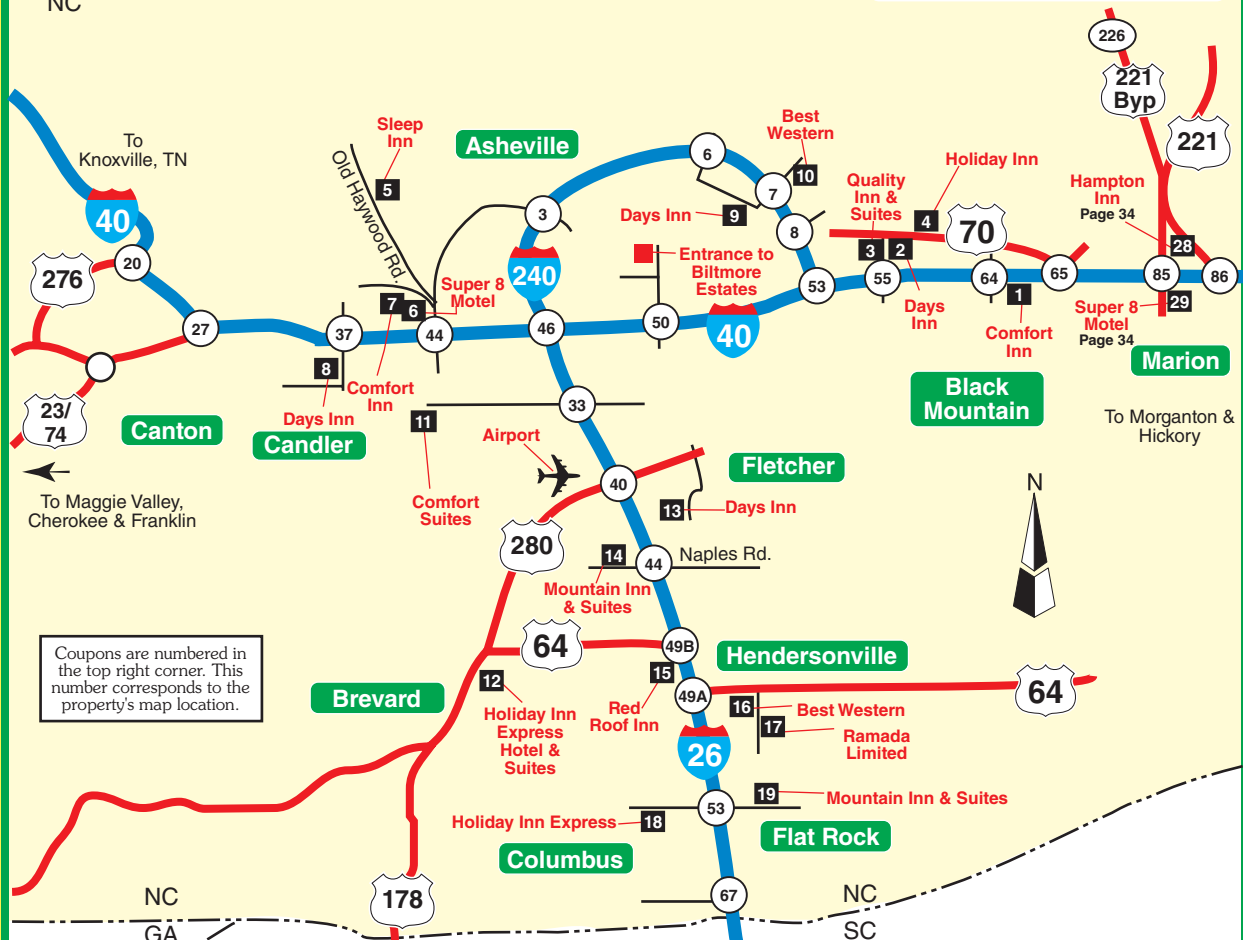 NC
226
221
Byp
221
To
Knoxville, TN
40
Sleep
Inn
5
Old Haywood Rd.
Asheville
6
Best
Western
10
7
Days Inn
9
8
3
240
Quality
Inn &
Suites
3
2
Days
Inn
Holiday Inn
4
70
Hampton
Inn
Page 34
28
276
20
27
37
7
6
Super 8
Motel
44
46
Entrance to
Biltmore
Estates
50
40
53
55
64
65
85
86
1
Comfort
Inn
Super 8
Motel
Page 34
29
Marion
8
Days Inn
Comfort
Inn
23/
74
Canton
Candler
11
Comfort
Suites
33
Black
Mountain
To Morganton &
Hickory
To Maggie Valley,
Cherokee & Franklin
Airport
40
Fletcher
13
Days Inn
N
280
14
Mountain Inn
& Suites
44
Naples Rd.
Coupons are numbered in
the top right corner. This
number corresponds to the
property's map location.
64
49B
Hendersonville
Brevard
12
Holiday Inn
Express
Hotel &
Suites
15
Red
Roof Inn
49A
64
16
Best Western
17
Ramada
Limited
26
53
19
Mountain Inn & Suites
Holiday Inn Express
18
Flat Rock
Columbus
178
67
NC
NC
GA
SC